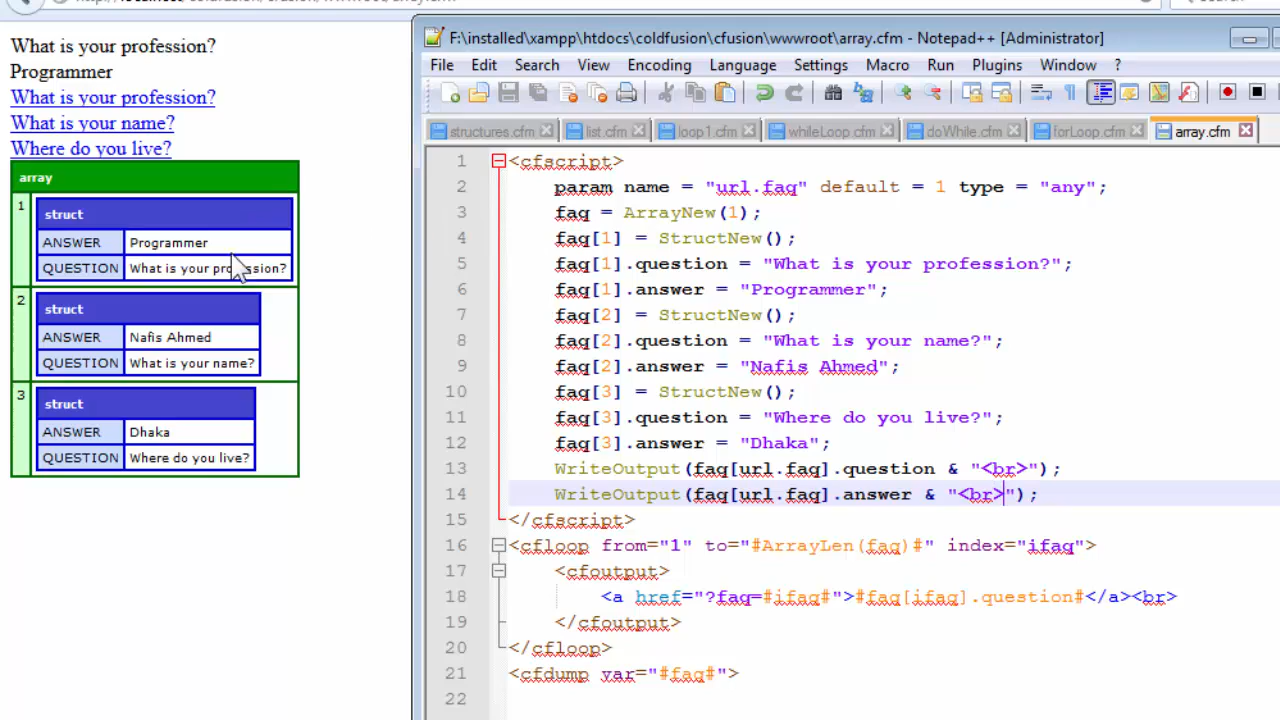 What is your profession?
Programmer
What is your profession?
What is your name?
Where do you live?
array
1
struct
ANSWER Programmer
QUESTION What is your profession?
2
struct
ANSWER Nafis Ahmed
QUESTION What is your name?
3
struct
ANSWER Dhaka
QUESTION Where do you live?
F:\installed\xampp\htdocs\coldfusion\cfusion\wwwroot\array.cfm - Notepad++ [Administrator]
File Edit Search View Encoding Language Settings Macro Run Plugins Window ?
structures.cfm list.cfm loop1.cfm whileLoop.cfm doWhile.cfm forLoop.cfm array.cfm
1 <cfscript>
2 param name = "url.faq" default = 1 type = "any";
3 faq = ArrayNew(1);
4 faq[1] = StructNew();
5 faq[1].question = "What is your profession?";
6 faq[1].answer = "Programmer";
7 faq[2] = StructNew();
8 faq[2].question = "What is your name?";
9 faq[2].answer = "Nafis Ahmed";
10 faq[3] = StructNew();
11 faq[3].question = "Where do you live?";
12 faq[3].answer = "Dhaka";
13 WriteOutput(faq[url.faq].question & "<br>");
14 WriteOutput(faq[url.faq].answer & "<br>");
15 </cfscript>
16 <cfloop from="1" to="#ArrayLen(faq)#" index="ifaq">
17 <cfoutput>
18 <a href="?faq=#ifaq#">#faq[ifaq].question#</a><br>
19 </cfoutput>
20 </cfloop>
21 <cfdump var="#faq#">
22